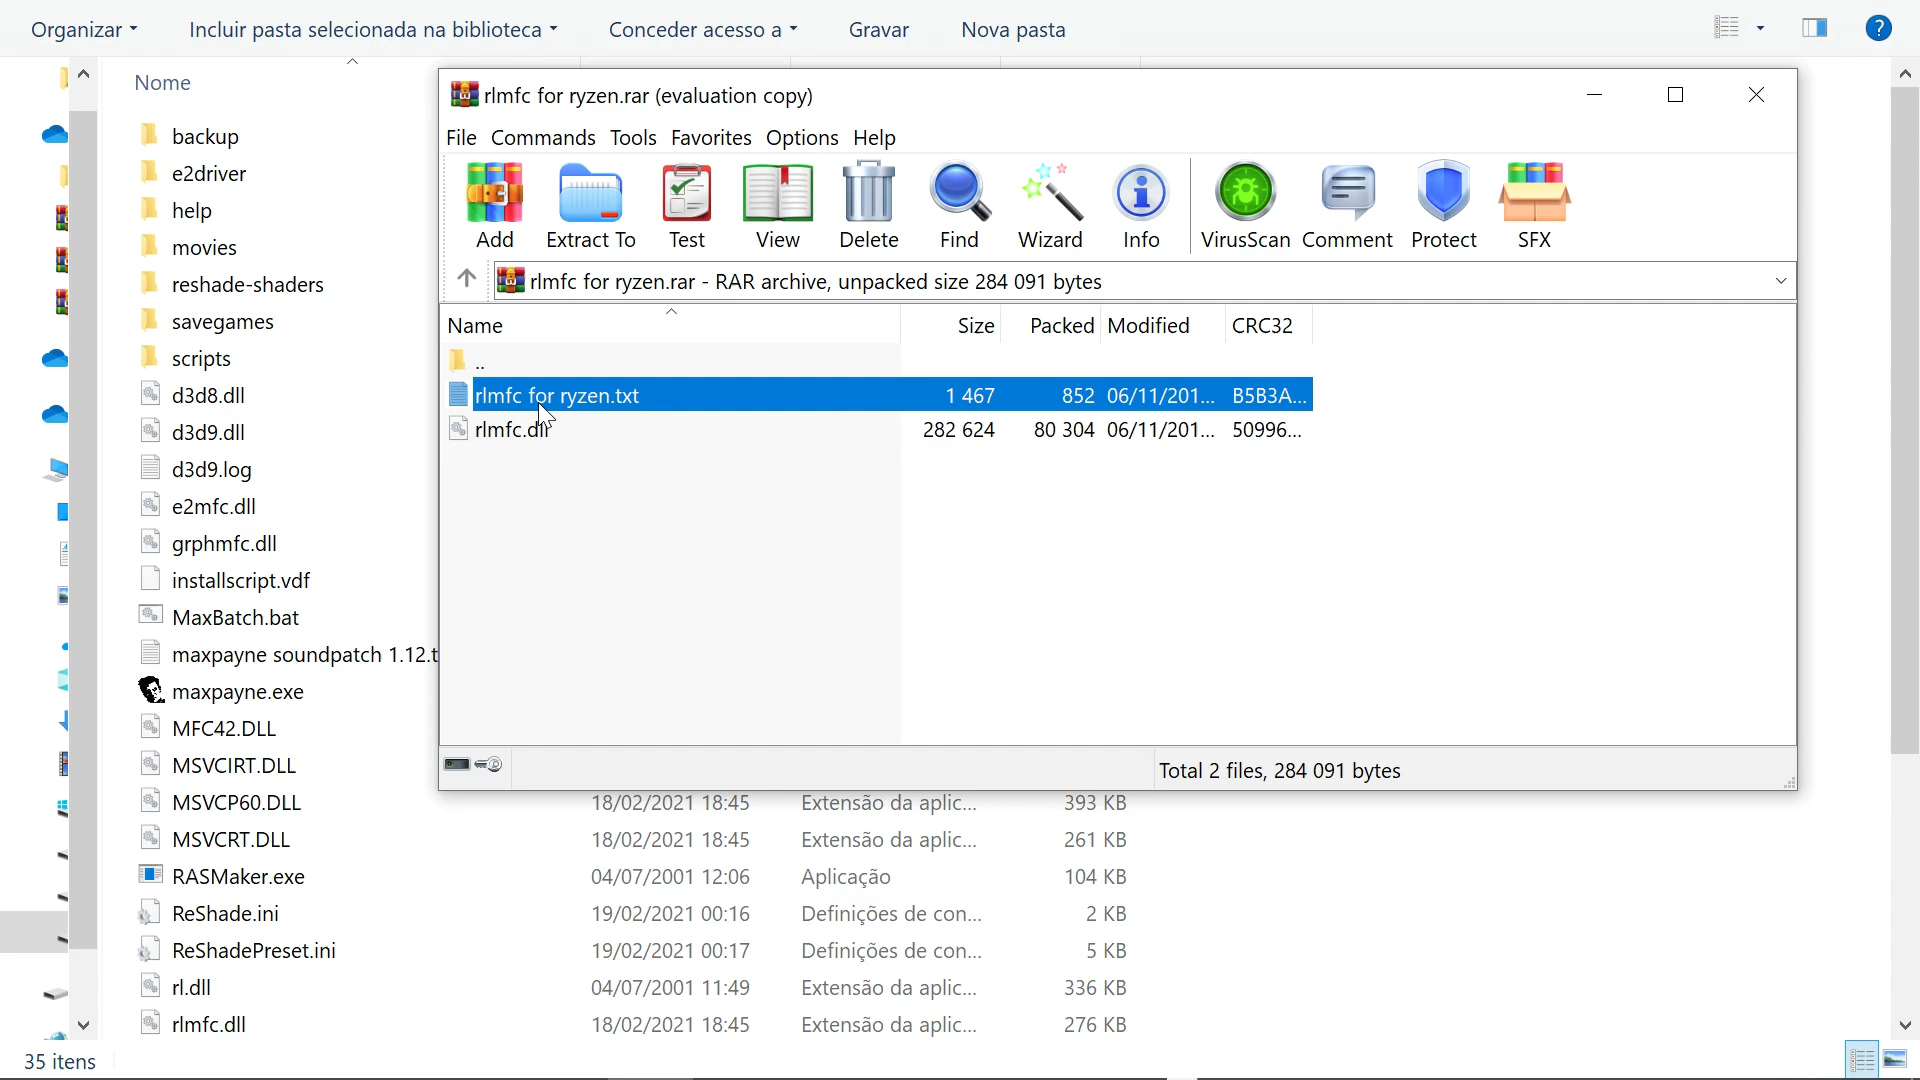 Organizar
Incluir pasta selecionada na biblioteca
Conceder acesso a
Gravar
Nova pasta
?
Nome
backup
e2driver
help
movies
reshade-shaders
savegames
scripts
d3d8.dll
d3d9.dll
d3d9.log
e2mfc.dll
grphmfc.dll
installscript.vdf
MaxBatch.bat
maxpayne soundpatch 1.12.t
maxpayne.exe
MFC42.DLL
MSVCIRT.DLL
MSVCP60.DLL 18/02/2021 18:45 Extensão da aplic... 393 KB
MSVCRT.DLL 18/02/2021 18:45 Extensão da aplic... 261 KB
RASMaker.exe 04/07/2001 12:06 Aplicação 104 KB
ReShade.ini 19/02/2021 00:16 Definições de con... 2 KB
ReShadePreset.ini 19/02/2021 00:17 Definições de con... 5 KB
rl.dll 04/07/2001 11:49 Extensão da aplic... 336 KB
rlmfc.dll 18/02/2021 18:45 Extensão da aplic... 276 KB
35 itens
rlmfc for ryzen.rar (evaluation copy)
File Commands Tools Favorites Options Help
Add Extract To Test View Delete Find Wizard Info VirusScan Comment Protect SFX
rlmfc for ryzen.rar - RAR archive, unpacked size 284 091 bytes
Name Size Packed Modified CRC32
..
rlmfc for ryzen.txt 1 467 852 06/11/201... B5B3A...
rlmfc.dll 282 624 80 304 06/11/201... 50996...
Total 2 files, 284 091 bytes